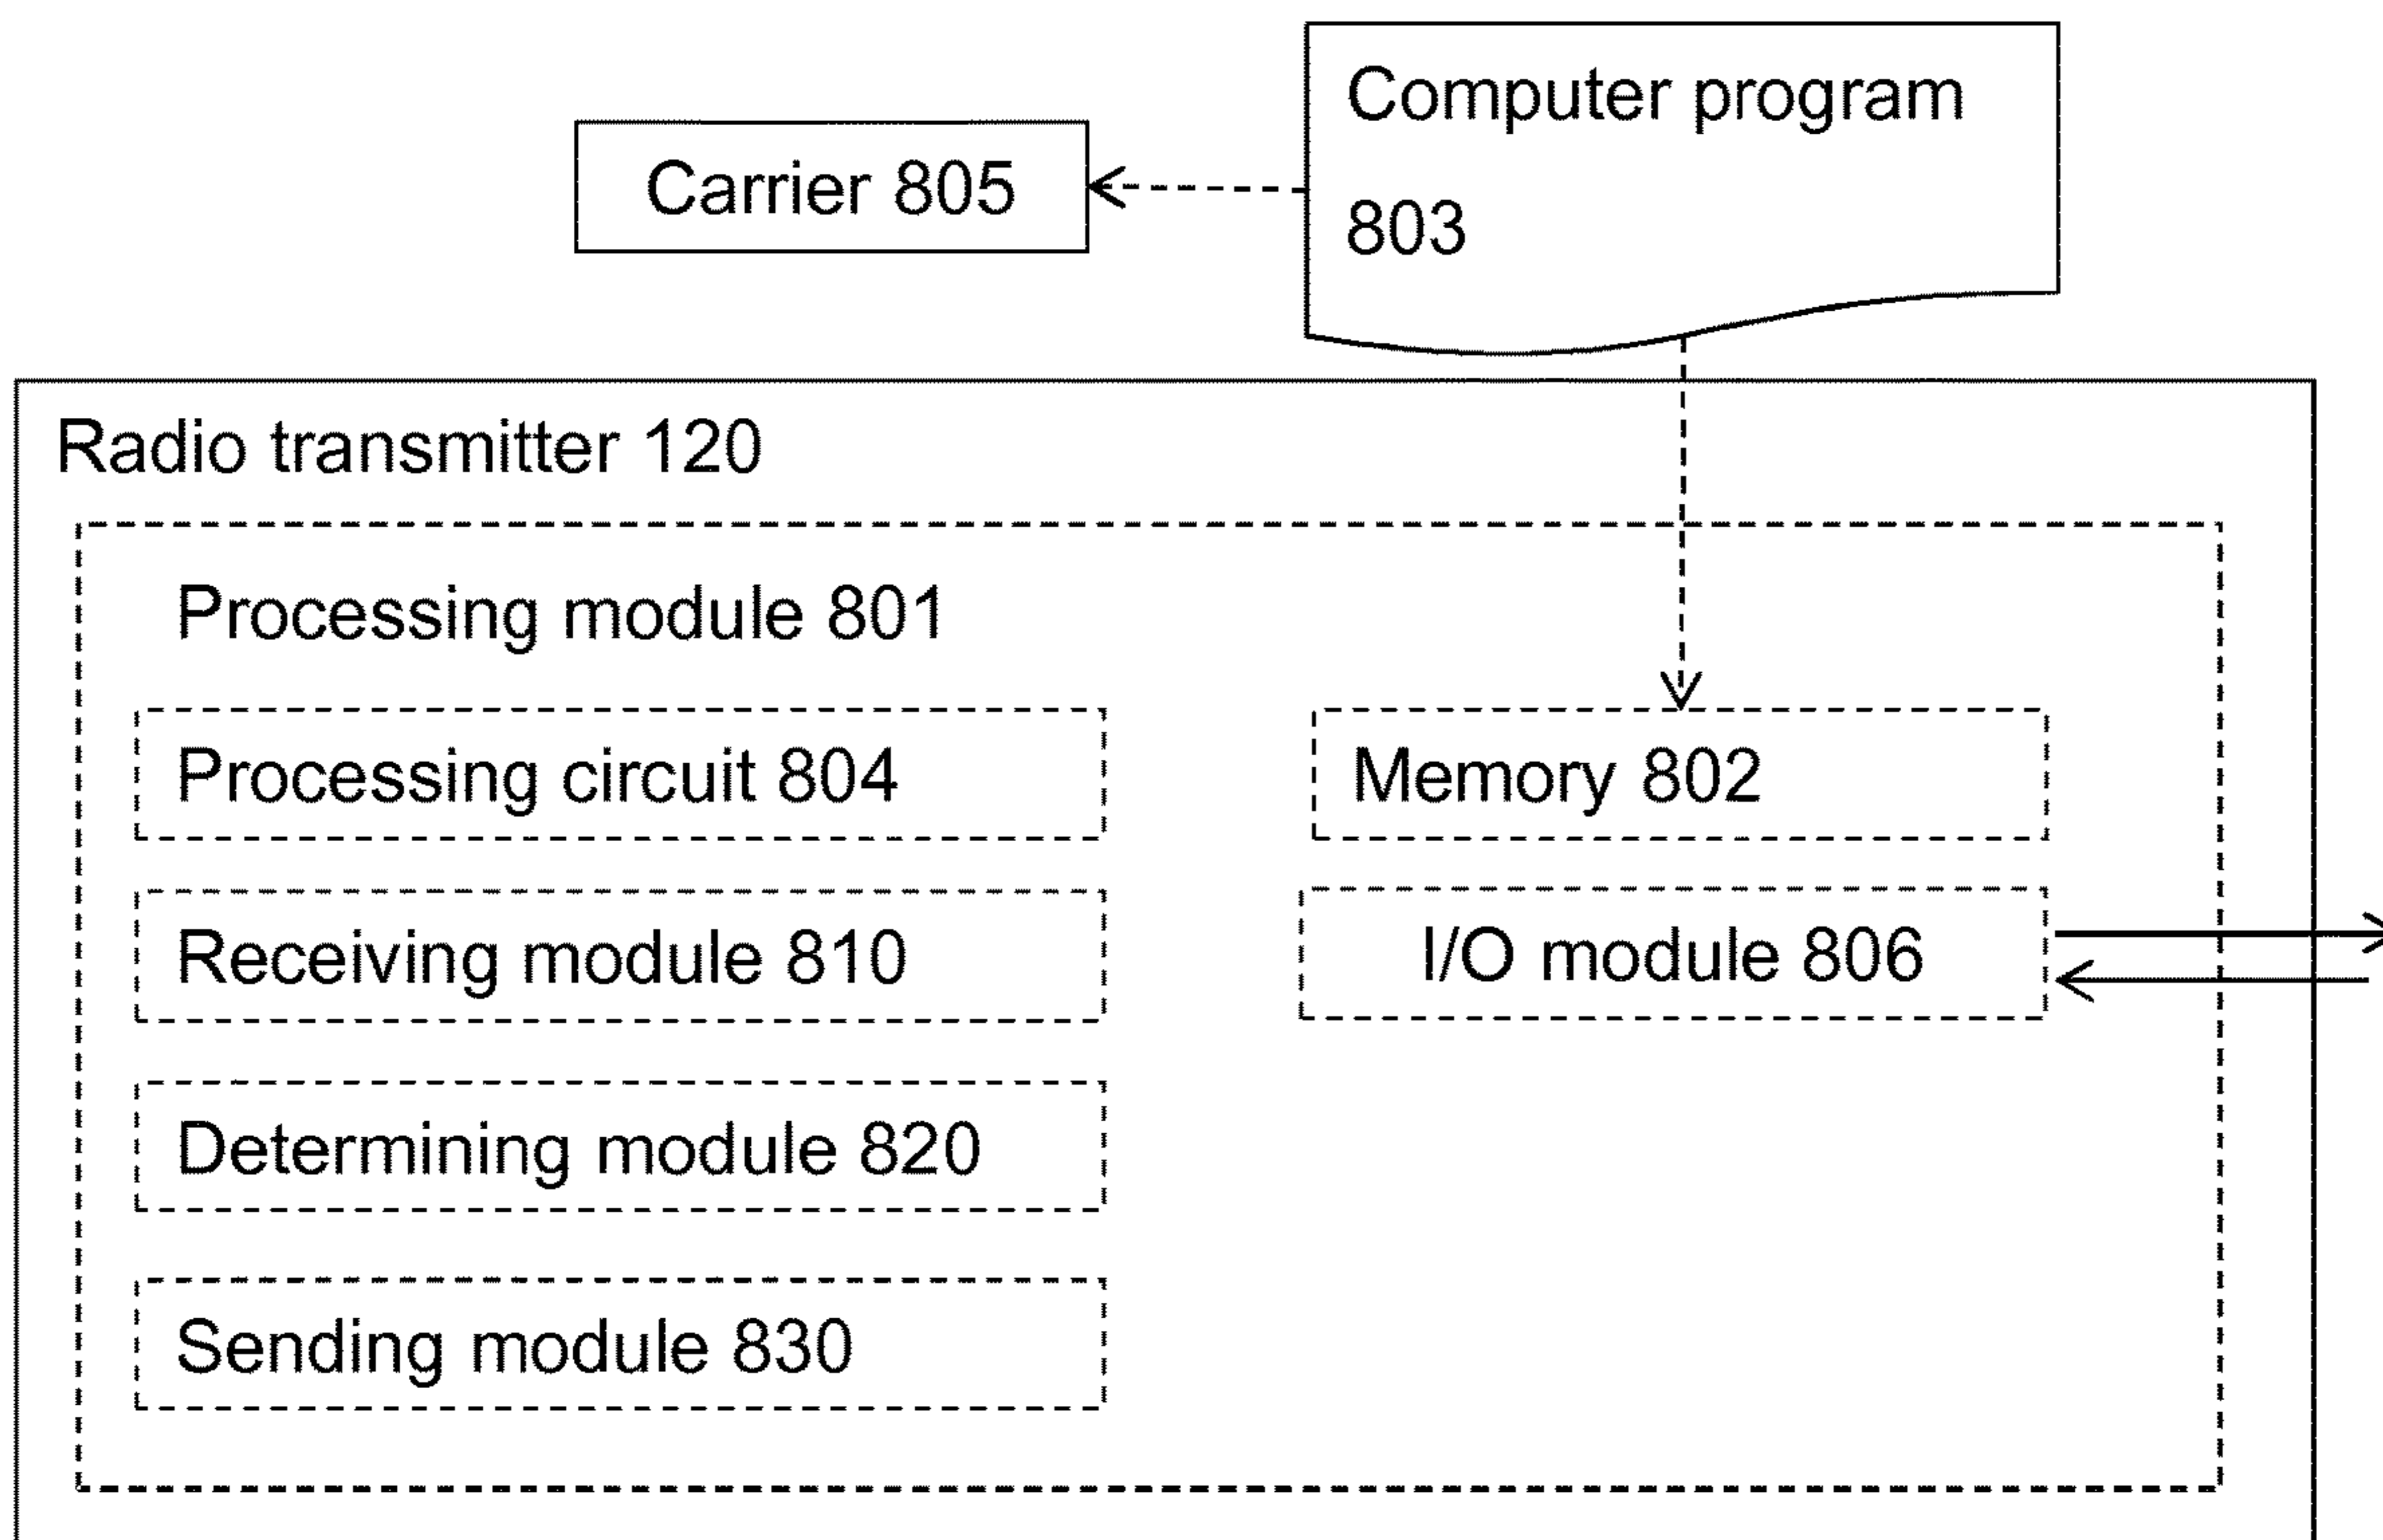 Computer program
803
Carrier 805
Radio transmitter 120
Processing module 801
Processing circuit 804
Memory 802
Receiving module 810
I/O module 806
Determining module 820
Sending module 830